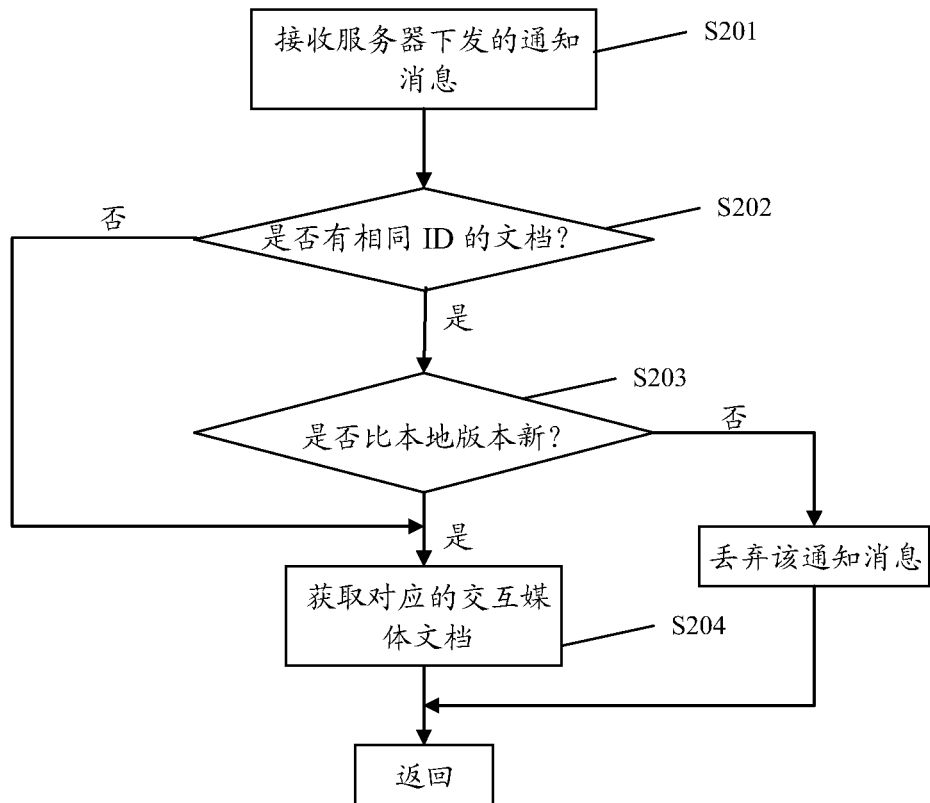 接收服务器下发的通知
消息
S201
否
S202
是否有相同 ID 的文档？
是
S203
否
是否比本地版本新？
是
丢弃该通知消息
获取对应的交互媒
体文档
S204
返回